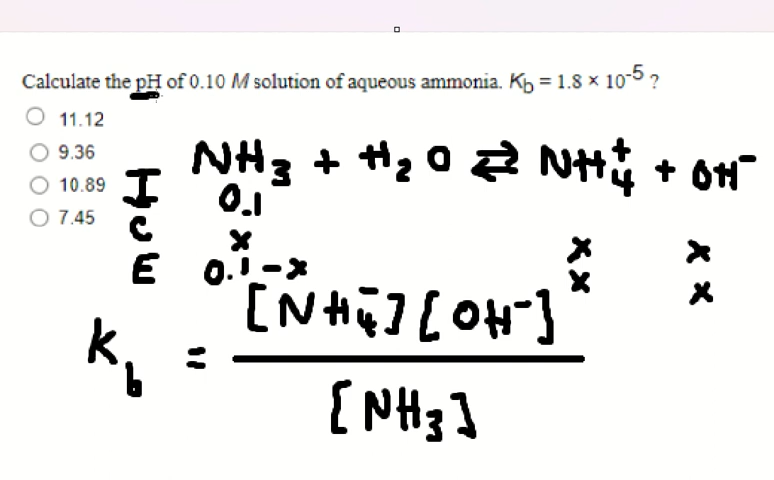 Calculate the pH of 0.10 M solution of aqueous ammonia. Kb = 1.8 × 10-5 ?
11.12
9.36
10.89
7.45
NH3 + H2O ⇄ NH4+ + OH-
I 0.1
C x x x
E 0.1-x x x
kb = [NH4-][OH-]
[NH3]